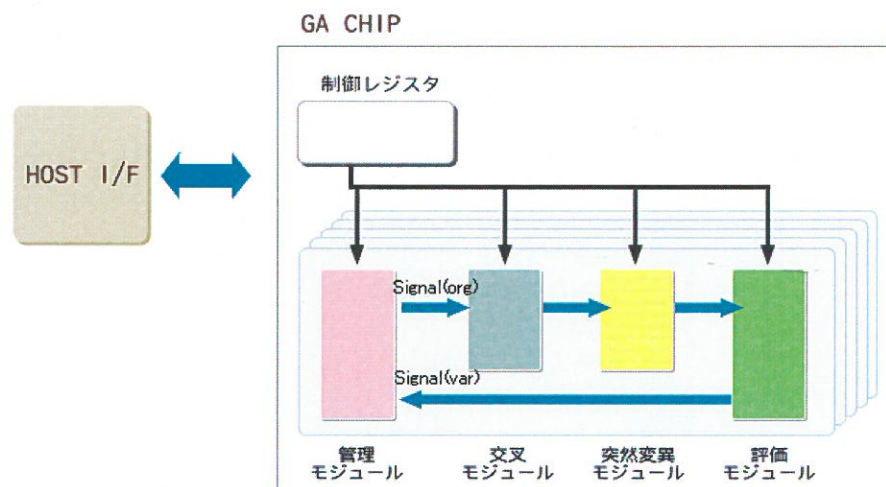 GA CHIP
制御レジスタ
HOST I/F
Signal(org)
Signal(var)
管理
モジュール
交叉
モジュール
突然変異
モジュール
評価
モジュール